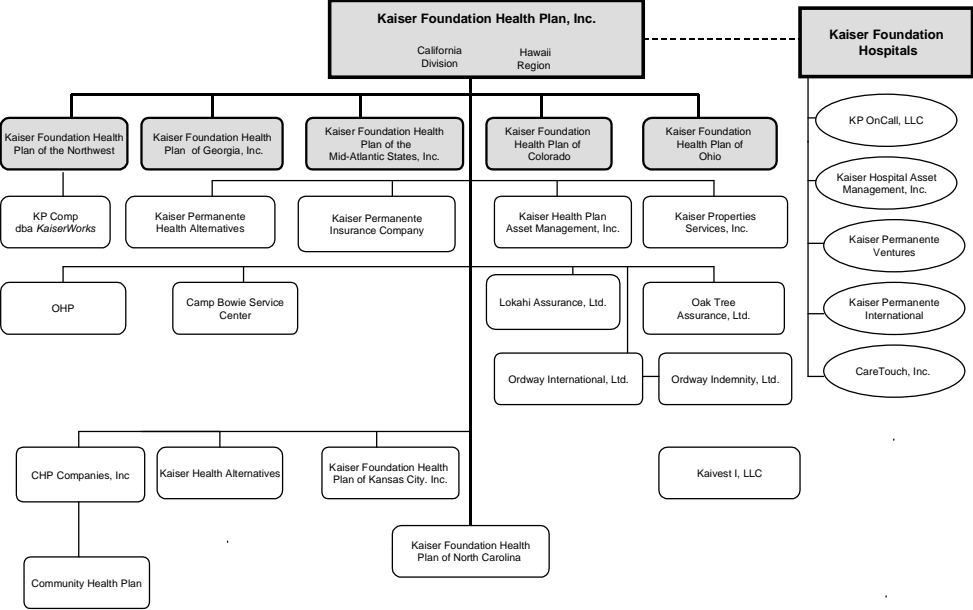 Kaiser Foundation Health Plan, Inc.
California
Division
Hawaii
Region
Kaiser Foundation
Hospitals
Kaiser Foundation Health
Plan of the Northwest
Kaiser Foundation Health
Plan of Georgia, Inc.
Kaiser Foundation Health
Plan of the
Mid-Atlantic States, Inc.
Kaiser Foundation
Health Plan of
Colorado
Kaiser Foundation
Health Plan of
Ohio
KP OnCall, LLC
Kaiser Hospital Asset
Management, Inc.
Kaiser Permanente
Ventures
Kaiser Permanente
International
CareTouch, Inc.
KP Comp
dba KaiserWorks
Kaiser Permanente
Health Alternatives
Kaiser Permanente
Insurance Company
Kaiser Health Plan
Asset Management, Inc.
Kaiser Properties
Services, Inc.
OHP
Camp Bowie Service
Center
Lokahi Assurance, Ltd.
Oak Tree
Assurance, Ltd.
Ordway International, Ltd.
Ordway Indemnity, Ltd.
CHP Companies, Inc
Kaiser Health Alternatives
Kaiser Foundation Health
Plan of Kansas City. Inc.
Kaivest I, LLC
Kaiser Foundation Health
Plan of North Carolina
Community Health Plan